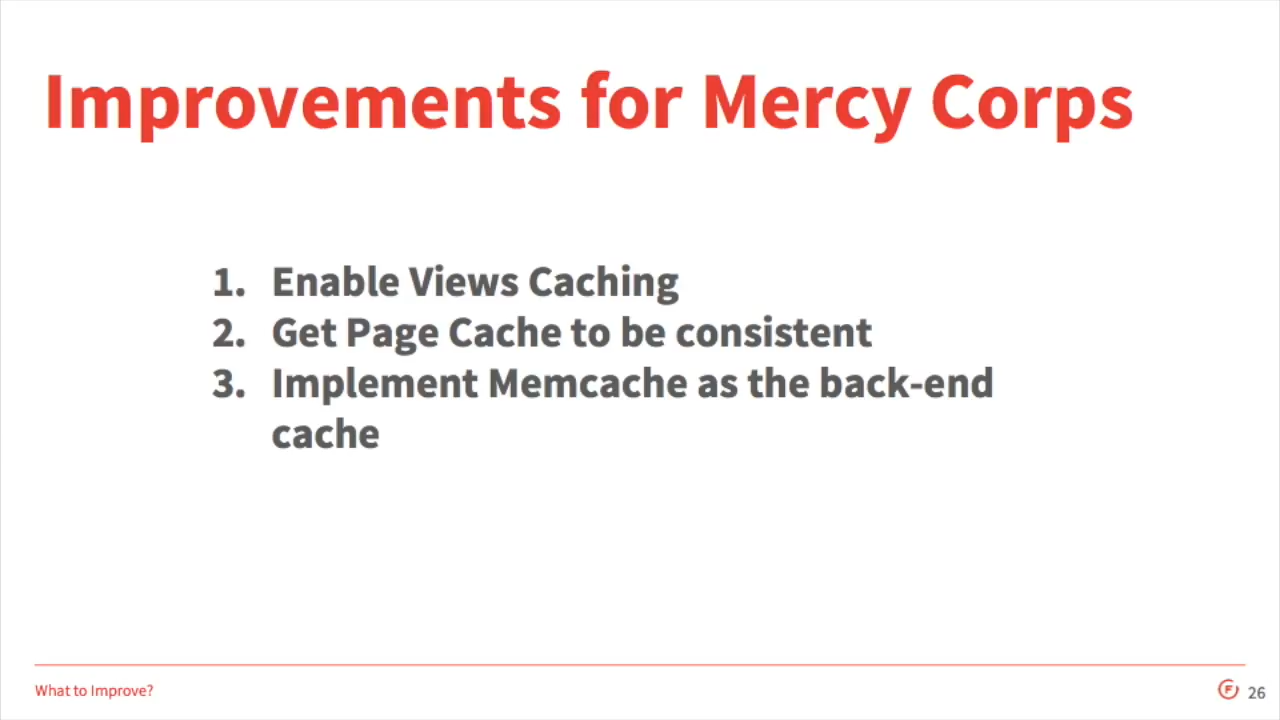 Improvements for Mercy Corps
1. Enable Views Caching
2. Get Page Cache to be consistent
3. Implement Memcache as the back-end
cache
What to Improve?
F 26